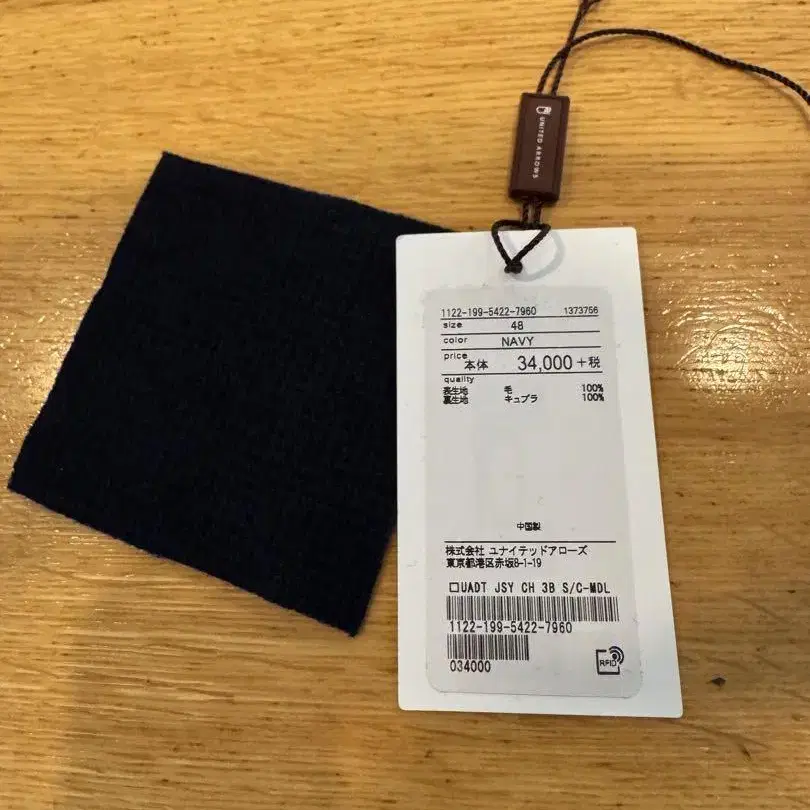 UNITED ARROWS
1122-199-5422-7960 1373756
size 48
color NAVY
price 本体 34,000+税
quality
表生地 毛 100%
裏生地 キュプラ 100%
中国製
株式会社 ユナイテッドアローズ
東京都港区赤坂8-1-19
□UADT JSY CH 3B S/C-MDL
1122-199-5422-7960
034000
RFID